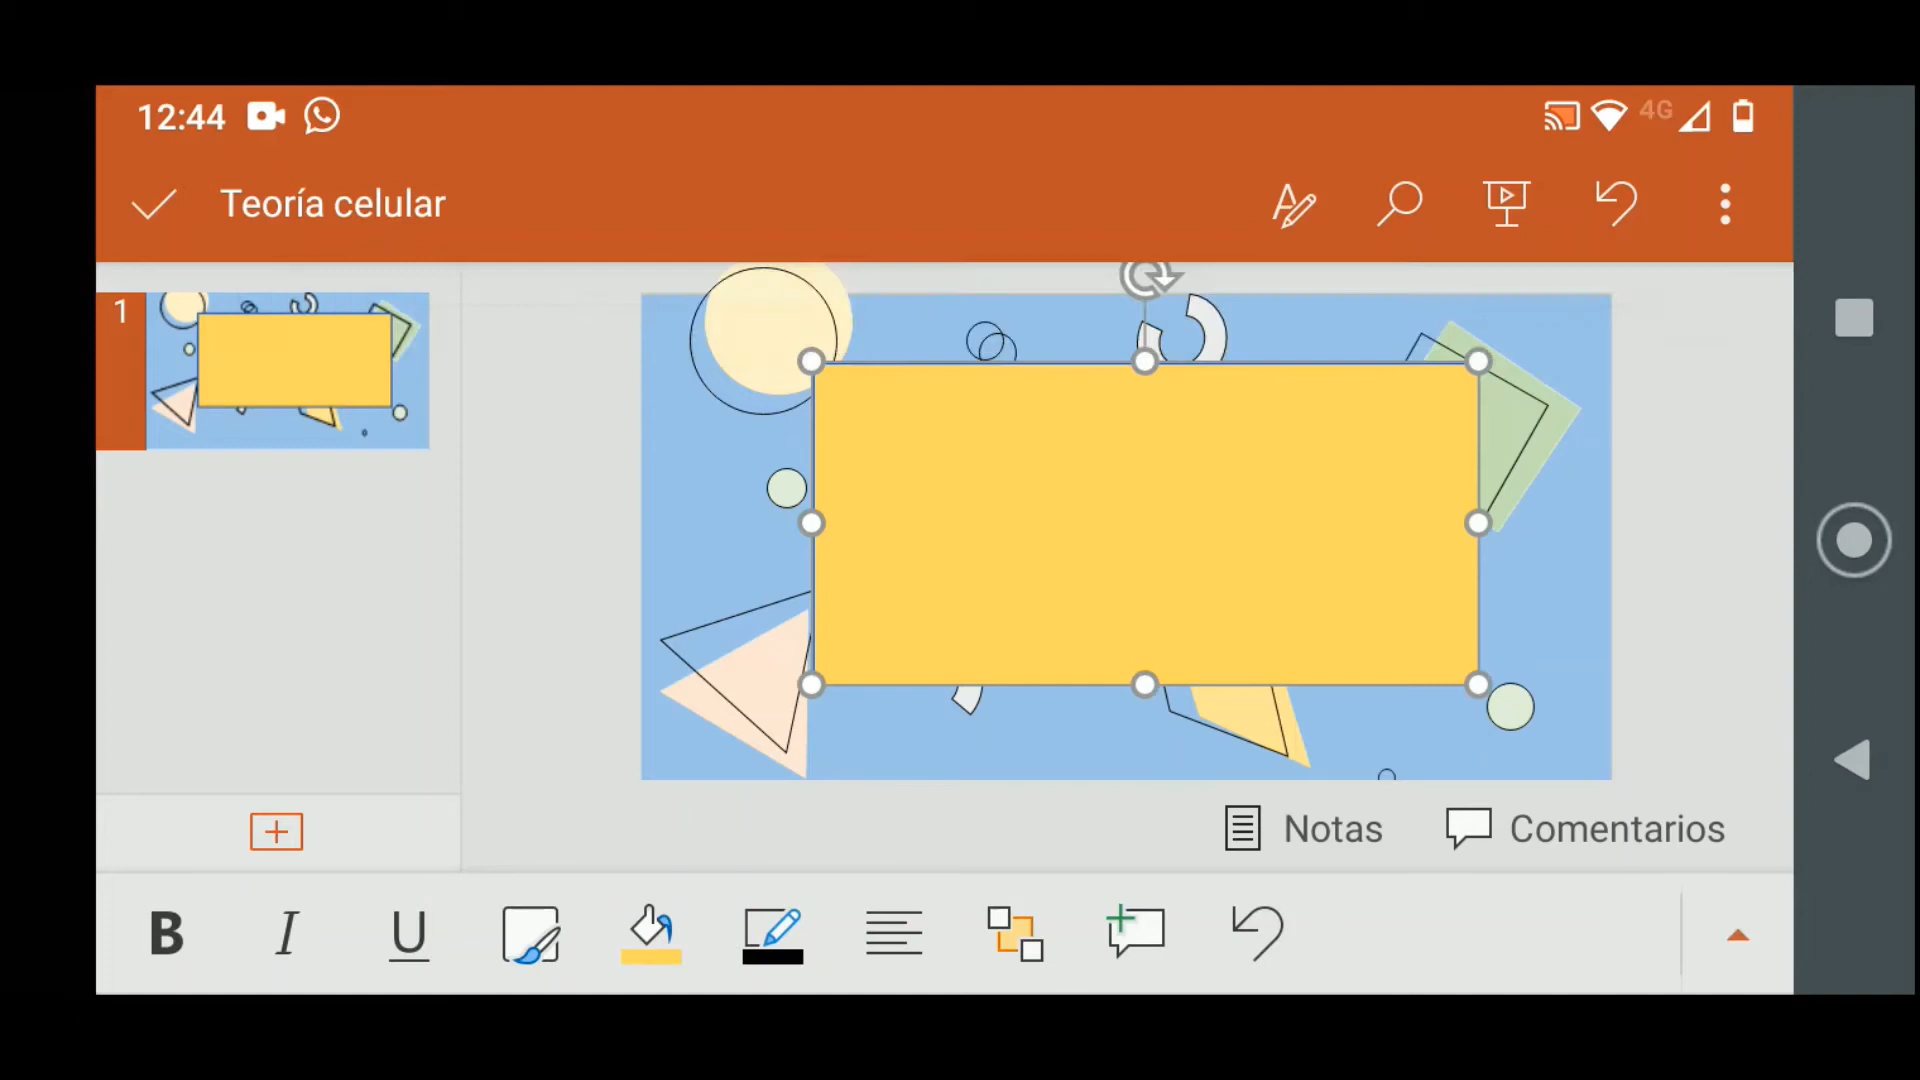 12:44
4G
Teoría celular
1
Notas
Comentarios
B I U